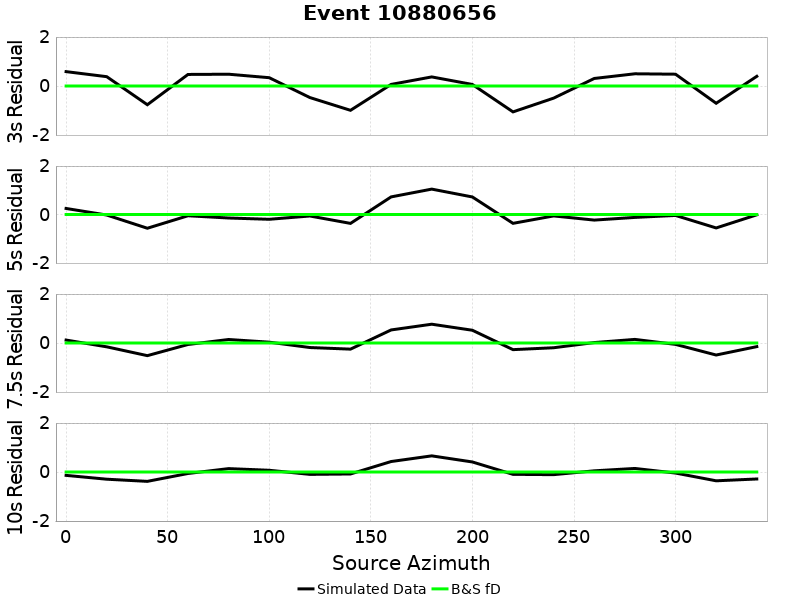 Event 10880656
3s Residual
2
0
-2
5s Residual
2
0
-2
7.5s Residual
2
0
-2
10s Residual
2
0
-2
0 50 100 150 200 250 300
Source Azimuth
Simulated Data B&S fD